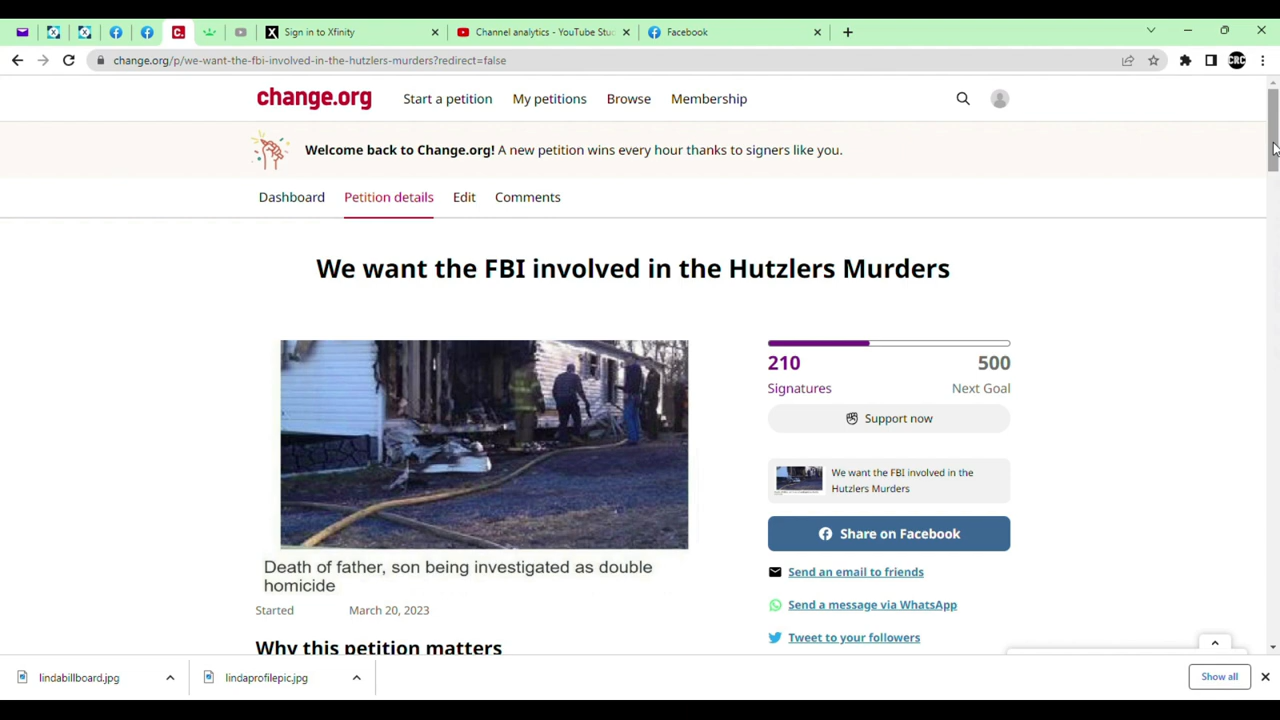 Sign in to Xfinity
Channel analytics - YouTube Stu
Facebook
change.org/p/we-want-the-fbi-involved-in-the-hutzlers-murders?redirect=false
CRC
change.org
Start a petition
My petitions
Browse
Membership
Welcome back to Change.org! A new petition wins every hour thanks to signers like you.
Dashboard
Petition details
Edit
Comments
We want the FBI involved in the Hutzlers Murders
210
500
Signatures
Next Goal
Support now
We want the FBI involved in the
Hutzlers Murders
Share on Facebook
Death of father, son being investigated as double
homicide
Send an email to friends
Started
March 20, 2023
Send a message via WhatsApp
Tweet to your followers
Why this petition matters
lindabillboard.jpg
lindaprofilepic.jpg
Show all